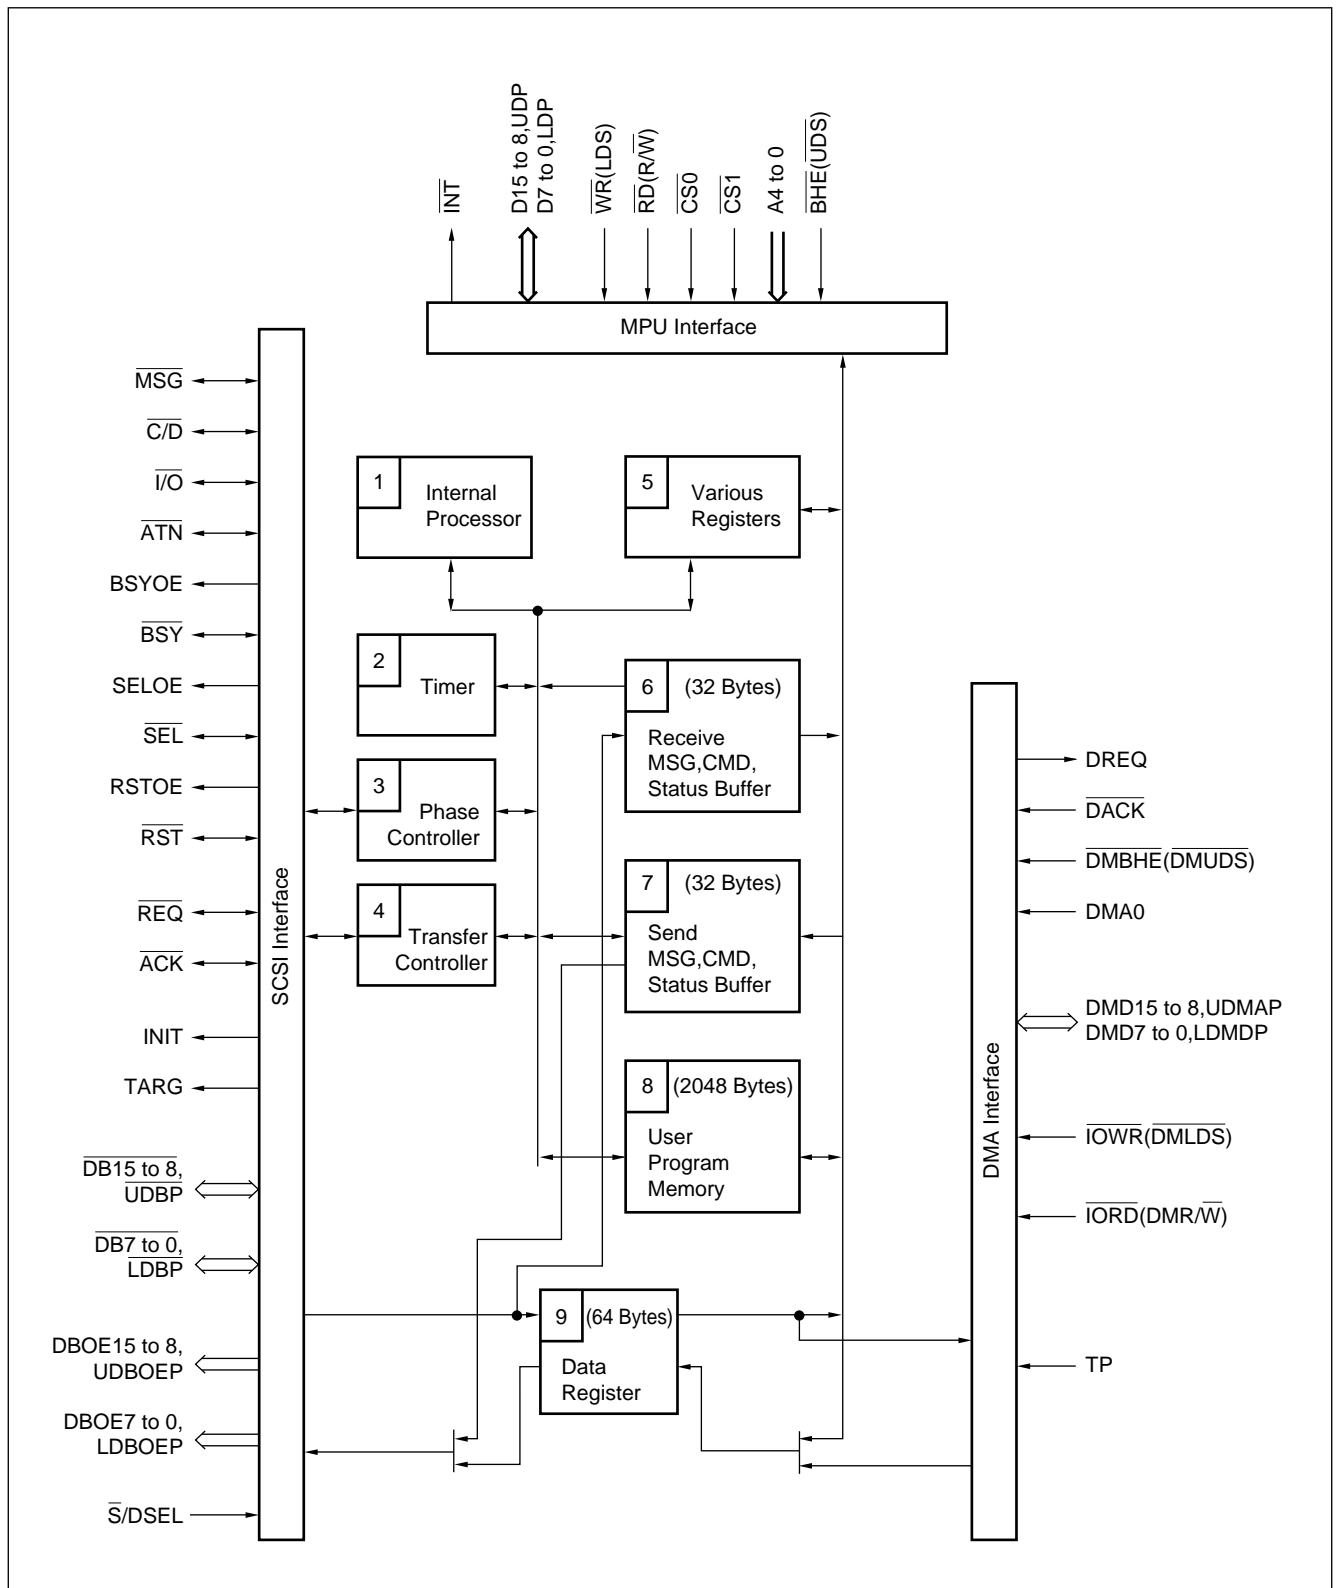 INT
D15 to 8,UDP
D7 to 0,LDP
WR(LDS)
RD(R/W)
CS0
CS1
A4 to 0
BHE(UDS)
MPU Interface
MSG
C/D
I/O
ATN
BSYOE
BSY
SELOE
SEL
RSTOE
RST
REQ
ACK
INIT
TARG
DB15 to 8,
UDBP
DB7 to 0,
LDBP
DBOE15 to 8,
UDBOEP
DBOE7 to 0,
LDBOEP
S/DSEL
SCSI Interface
1
Internal
Processor
2
Timer
3
Phase
Controller
4
Transfer
Controller
5
Various
Registers
6 (32 Bytes)
Receive
MSG,CMD,
Status Buffer
7 (32 Bytes)
Send
MSG,CMD,
Status Buffer
8 (2048 Bytes)
User
Program
Memory
9 (64 Bytes)
Data
Register
DMA Interface
DREQ
DACK
DMBHE(DMUDS)
DMA0
DMD15 to 8,UDMAP
DMD7 to 0,LDMDP
IOWR(DMLDS)
IORD(DMR/W)
TP